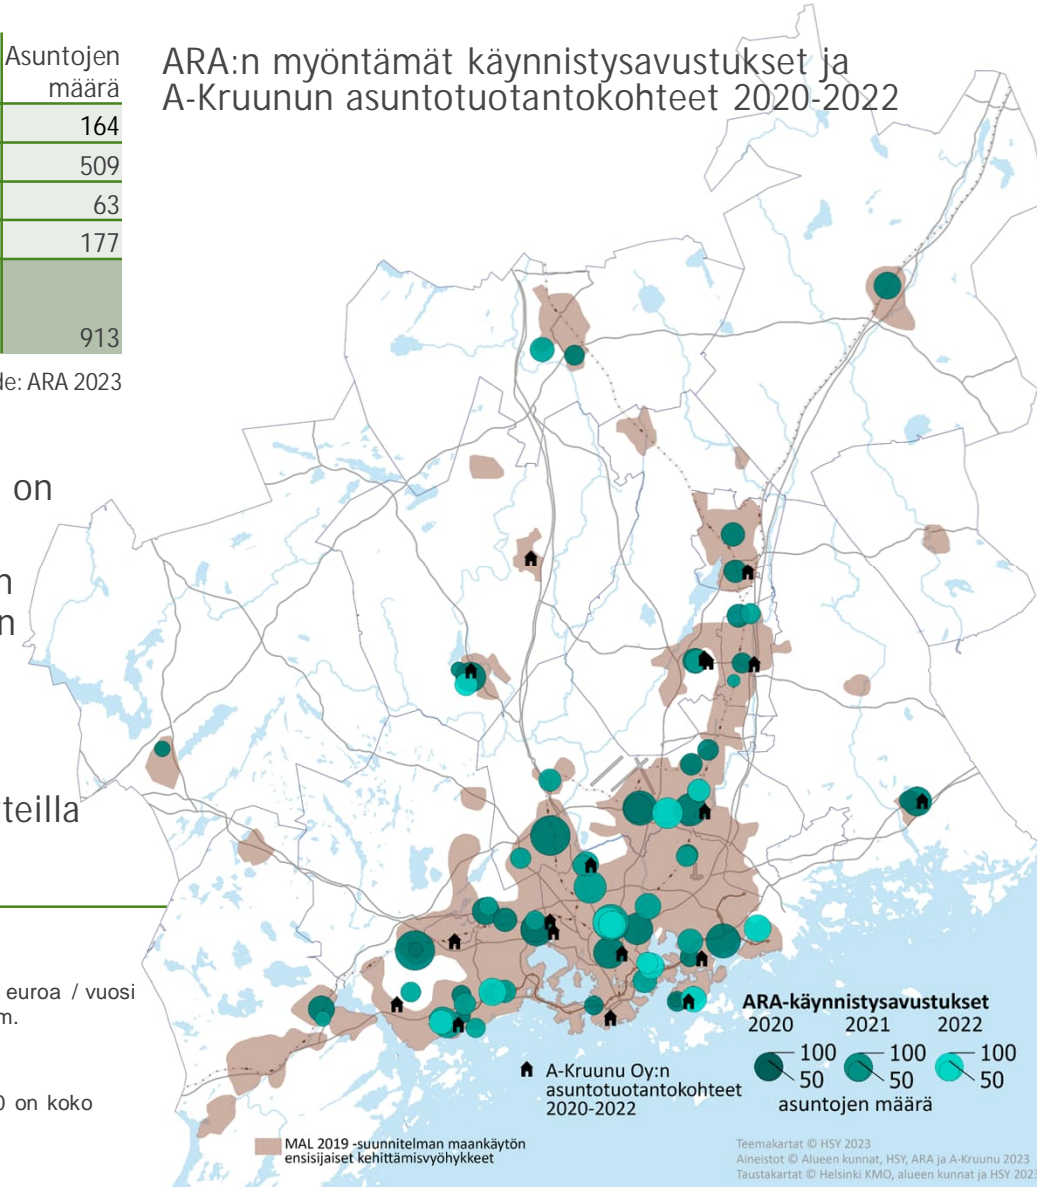 Asuntojen
määrä
164
509
63
177
913
de: ARA 2023
ARA:n myöntämät käynnistysavustukset ja
A-Kruunun asuntotuotantokohteet 2020-2022
on
n
n
teilla
euroa / vuosi
m.
0 on koko
ARA-käynnistysavustukset
2020 2021 2022
100 100 100
50 50 50
asuntojen määrä
A-Kruunu Oy:n
asuntotuotantokohteet
2020-2022
MAL 2019 -suunnitelman maankäytön
ensisijaiset kehittämisvyöhykkeet
Teemakartat © HSY 2023
Aineistot © Alueen kunnat, HSY, ARA ja A-Kruunu 2023
Taustakartat © Helsinki KMO, alueen kunnat ja HSY 2023